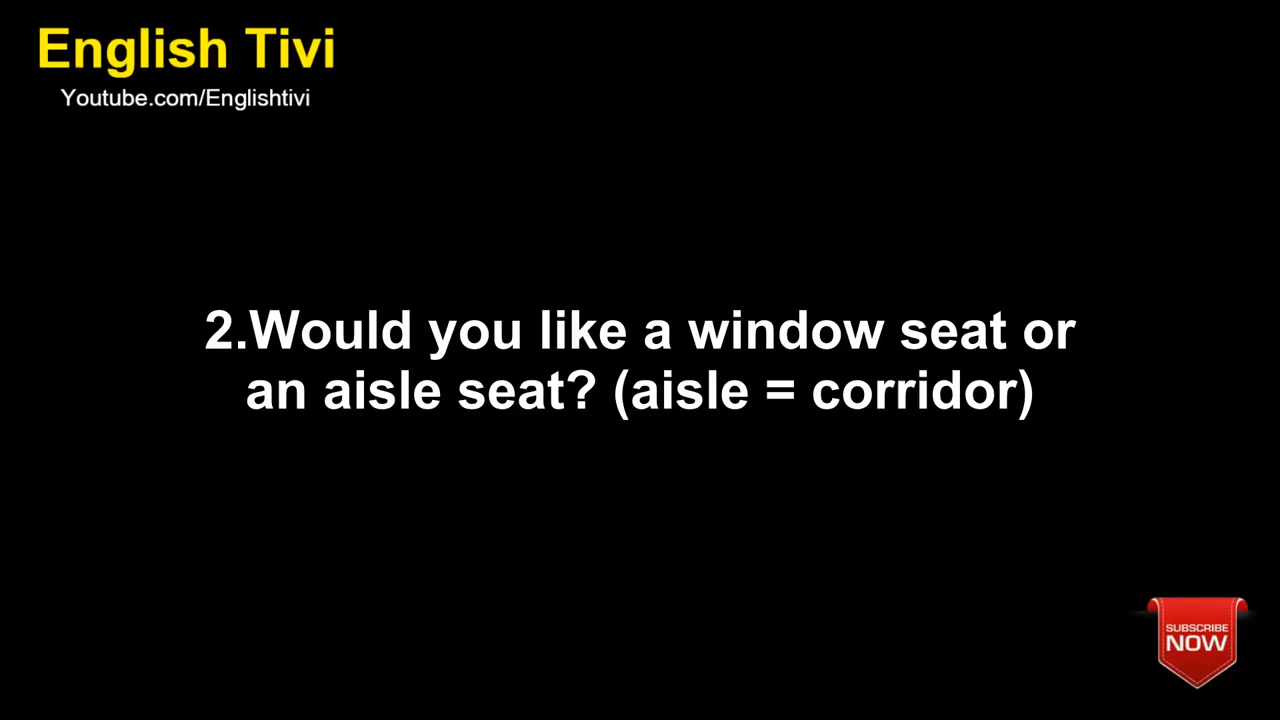 English Tivi
Youtube.com/Englishtivi
2.Would you like a window seat or
an aisle seat? (aisle = corridor)
SUBSCRIBE
NOW